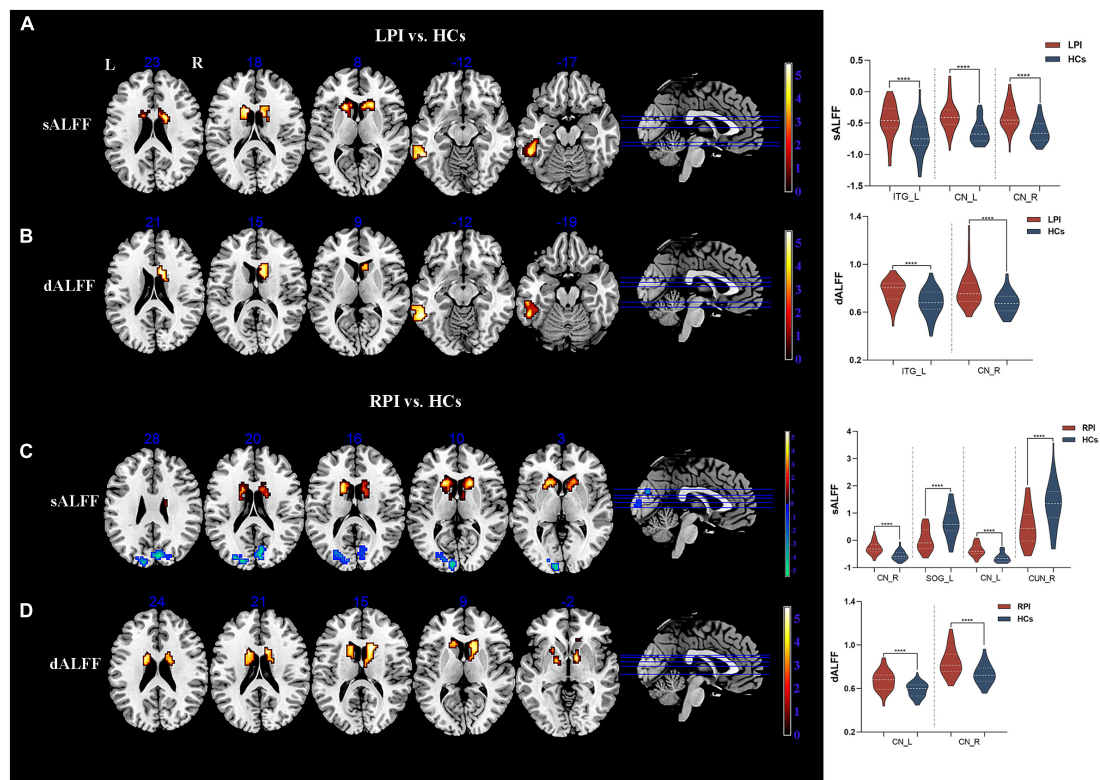 A
LPI vs. HCs
L 23 R 18 8 -12 -17
sALFF
5
4
3
2
1
0
LPI
HCs
**** **** ****
0.5
0.0
-0.5
-1.0
-1.5
sALFF
ITG_L CN_L CN_R
B
21 15 9 -12 -19
dALFF
5
4
3
2
1
0
LPI
HCs
**** ****
1.4
1.0
0.6
0.2
dALFF
ITG_L CN_R
RPI vs. HCs
C
28 20 16 10 3
sALFF
RPI
HCs
**** **** **** ****
4
3
2
1
0
-1
sALFF
CN_R SOG_L CN_L CUN_R
D
24 21 15 9 -2
dALFF
5
4
3
2
1
0
RPI
HCs
**** ****
1.4
1.0
0.6
0.2
dALFF
CN_L CN_R